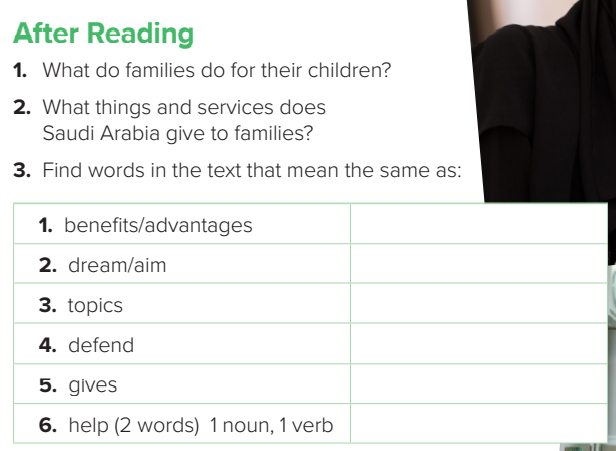 After Reading
1. What do families do for their children?
2. What things and services does
Saudi Arabia give to families?
3. Find words in the text that mean the same as:
1. benefits/advantages
2. dream/aim
3. topics
4. defend
5. gives
6. help (2 words) 1 noun, 1 verb